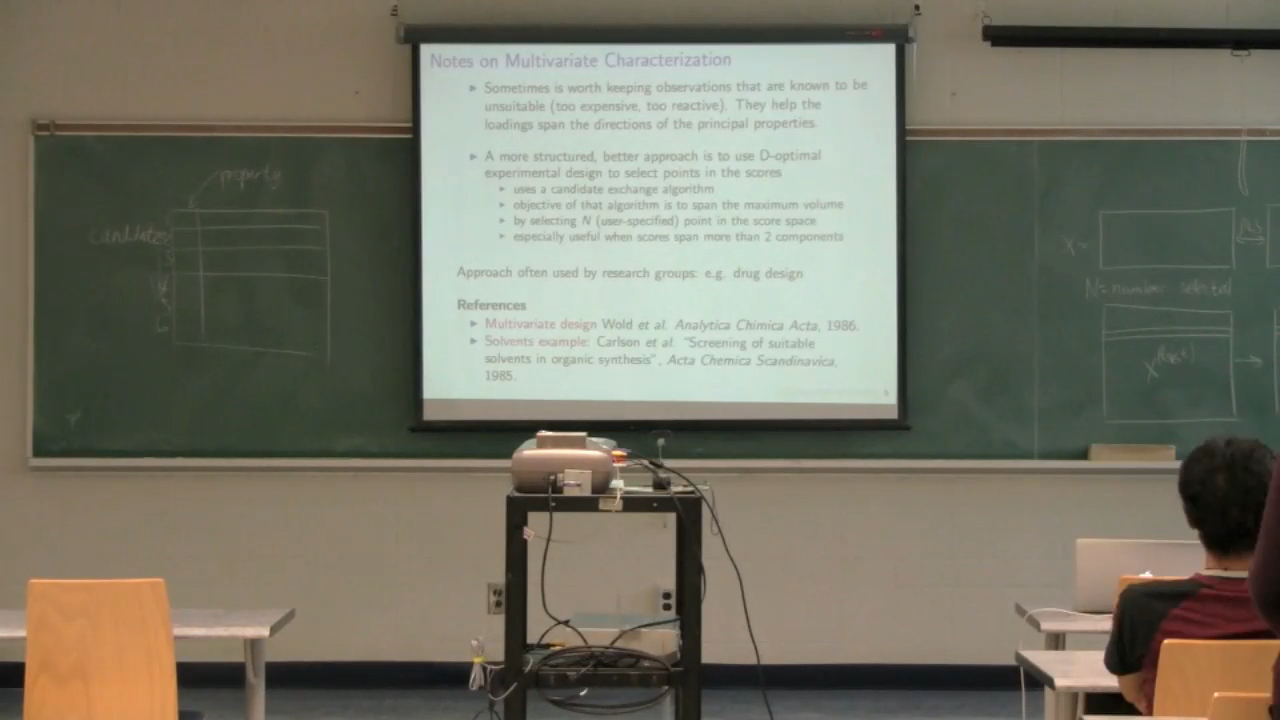 Notes on Multivariate Characterization
Sometimes is worth keeping observations that are known to be
unsuitable (too expensive, too reactive). They help the
loadings span the directions of the principal properties.
A more structured, better approach is to use D-optimal
experimental design to select points in the scores
uses a candidate exchange algorithm
objective of that algorithm is to span the maximum volume
by selecting N (user-specified) point in the score space
especially useful when scores span more than 2 components
Approach often used by research groups: e.g. drug design
References
Multivariate design Wold et al. Analytica Chimica Acta, 1986.
Solvents example: Carlson et al. "Screening of suitable
solvents in organic synthesis", Acta Chemica Scandinavica,
1985.
property
candidates
X=
N=number selected